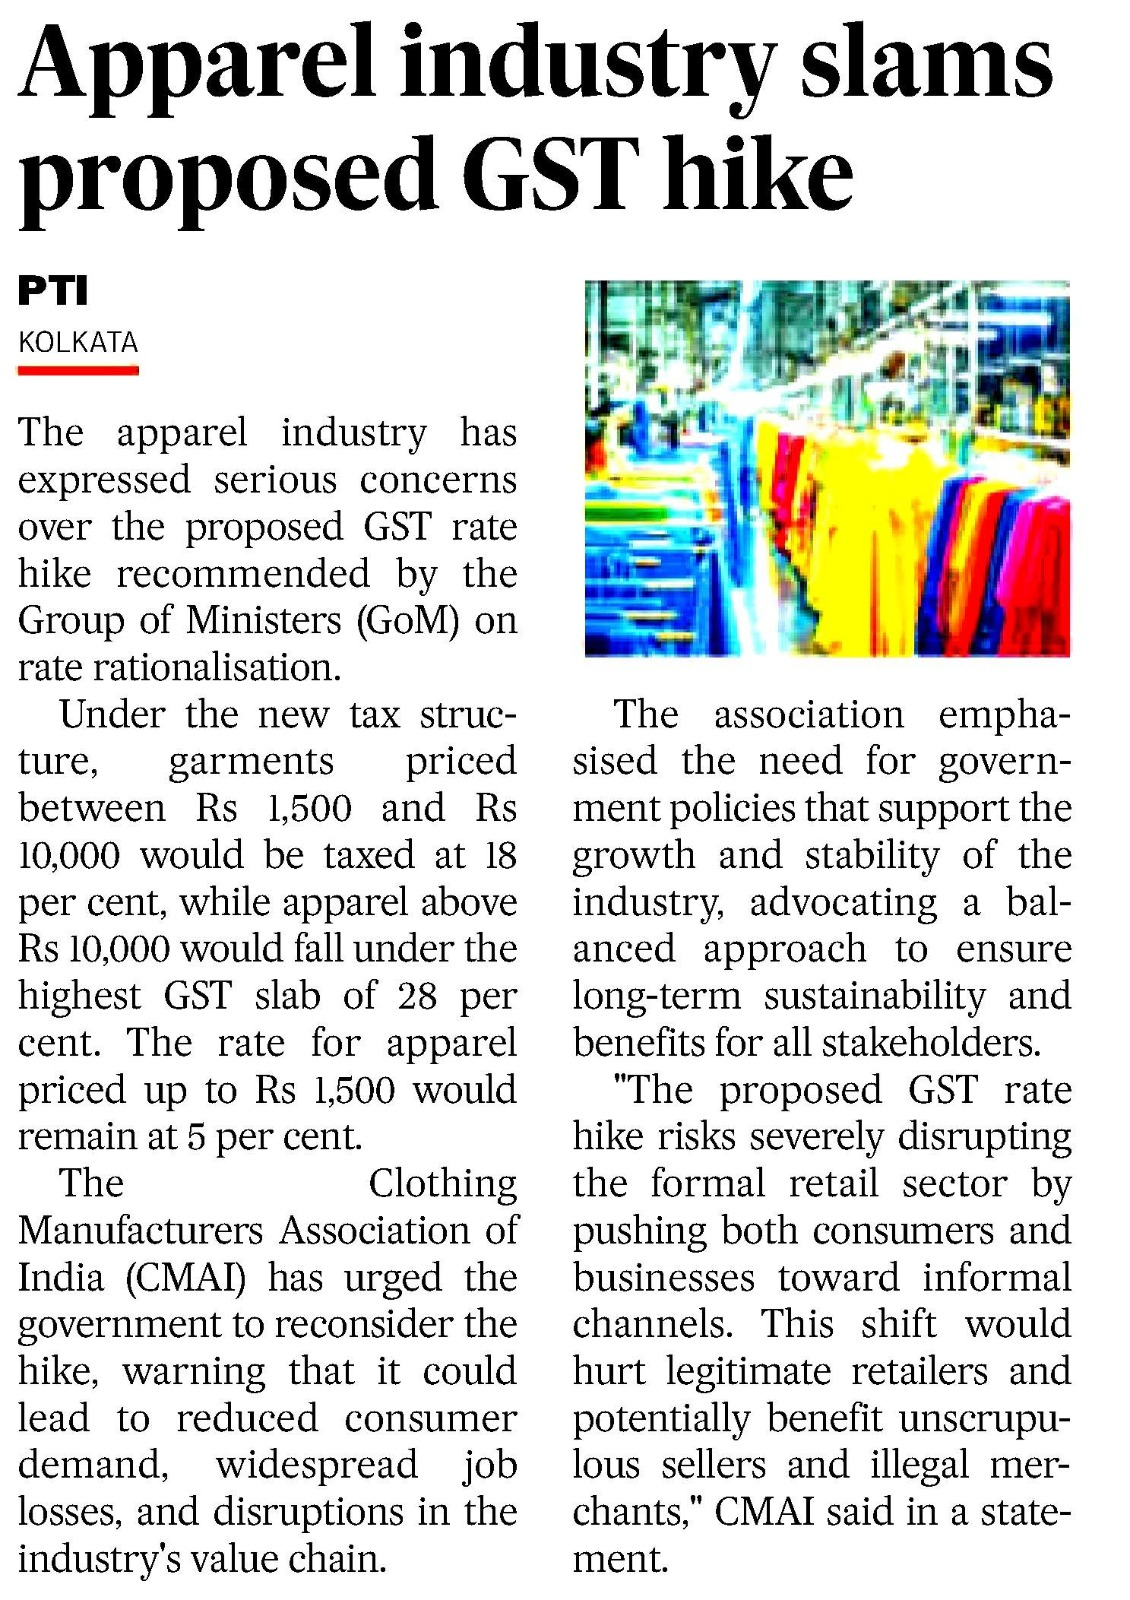 Apparel industry slams
proposed GST hike
PTI
KOLKATA
The apparel industry has
expressed serious concerns
over the proposed GST rate
hike recommended by the
Group of Ministers (GoM) on
rate rationalisation.
Under the new tax struc-
ture, garments priced
between Rs 1,500 and Rs
10,000 would be taxed at 18
per cent, while apparel above
Rs 10,000 would fall under the
highest GST slab of 28 per
cent. The rate for apparel
priced up to Rs 1,500 would
remain at 5 per cent.
The Clothing
Manufacturers Association of
India (CMAI) has urged the
government to reconsider the
hike, warning that it could
lead to reduced consumer
demand, widespread job
losses, and disruptions in the
industry's value chain.
The association empha-
sised the need for govern-
ment policies that support the
growth and stability of the
industry, advocating a bal-
anced approach to ensure
long-term sustainability and
benefits for all stakeholders.
"The proposed GST rate
hike risks severely disrupting
the formal retail sector by
pushing both consumers and
businesses toward informal
channels. This shift would
hurt legitimate retailers and
potentially benefit unscrupu-
lous sellers and illegal mer-
chants," CMAI said in a state-
ment.